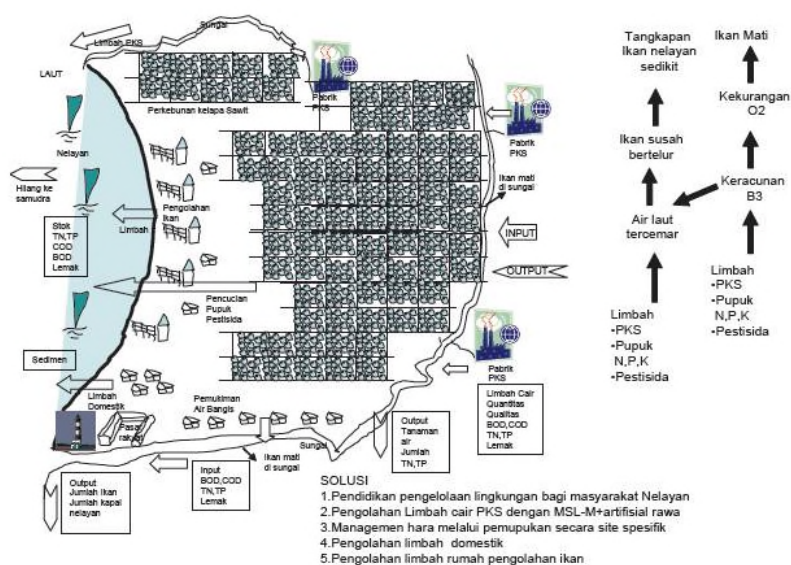 Sungai
Limbah PKS
LAUT
Perkebunan kelapa Sawit
Pabrik
PKS
Pabrik
PKS
Nelayan
Hilang ke
samudra
Pengolahan
Ikan
Limbah
Ikan mati
di sungai
INPUT
OUTPUT
Stok
TN,TP
COD
BOD
Lemak
Pencucian
Pupuk
Pestisida
Sedimen
Limbah
Domestik
Pemukiman
Air Bangis
Pasar
Pabrik
PKS
Limbah Cair
Quantitas
Qualitas
BOD,COD
TN,TP
Lemak
Output
Tanaman
air
Jumlah
TN,TP
Sungai
Ikan mati
di sungai
Input
BOD,COD
TN,TP
Lemak
Output
Jumlah Ikan
Jumlah kapal
nelayan
Tangkapan
Ikan nelayan
sedikit
Ikan susah
bertelur
Air laut
tercemar
Limbah
•PKS
•Pupuk
N,P,K
•Pestisida
Ikan Mati
Kekurangan
O2
Keracunan
B3
Limbah
•PKS
•Pupuk
N,P,K
•Pestisida
SOLUSI
1.Pendidikan pengelolaan lingkungan bagi masyarakat Nelayan
2.Pengolahan Limbah cair PKS dengan MSL-M+artifisial rawa
3.Managemen hara melalui pemupukan secara site spesifik
4.Pengolahan limbah domestik
5.Pengolahan limbah rumah pengolahan ikan